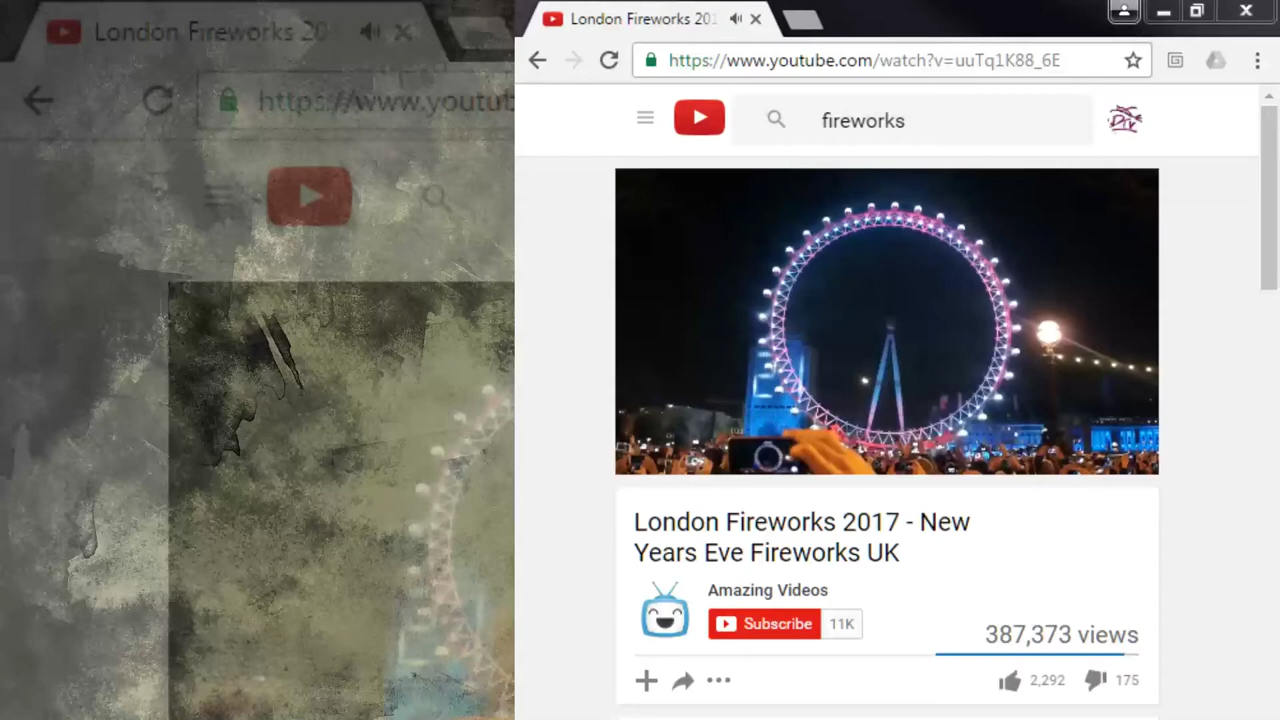 London Fireworks 20
https://www.youtub
London Fireworks 201
https://www.youtube.com/watch?v=uuTq1K88_6E
fireworks
London Fireworks 2017 - New
Years Eve Fireworks UK
Amazing Videos
Subscribe 11K
387,373 views
2,292 175